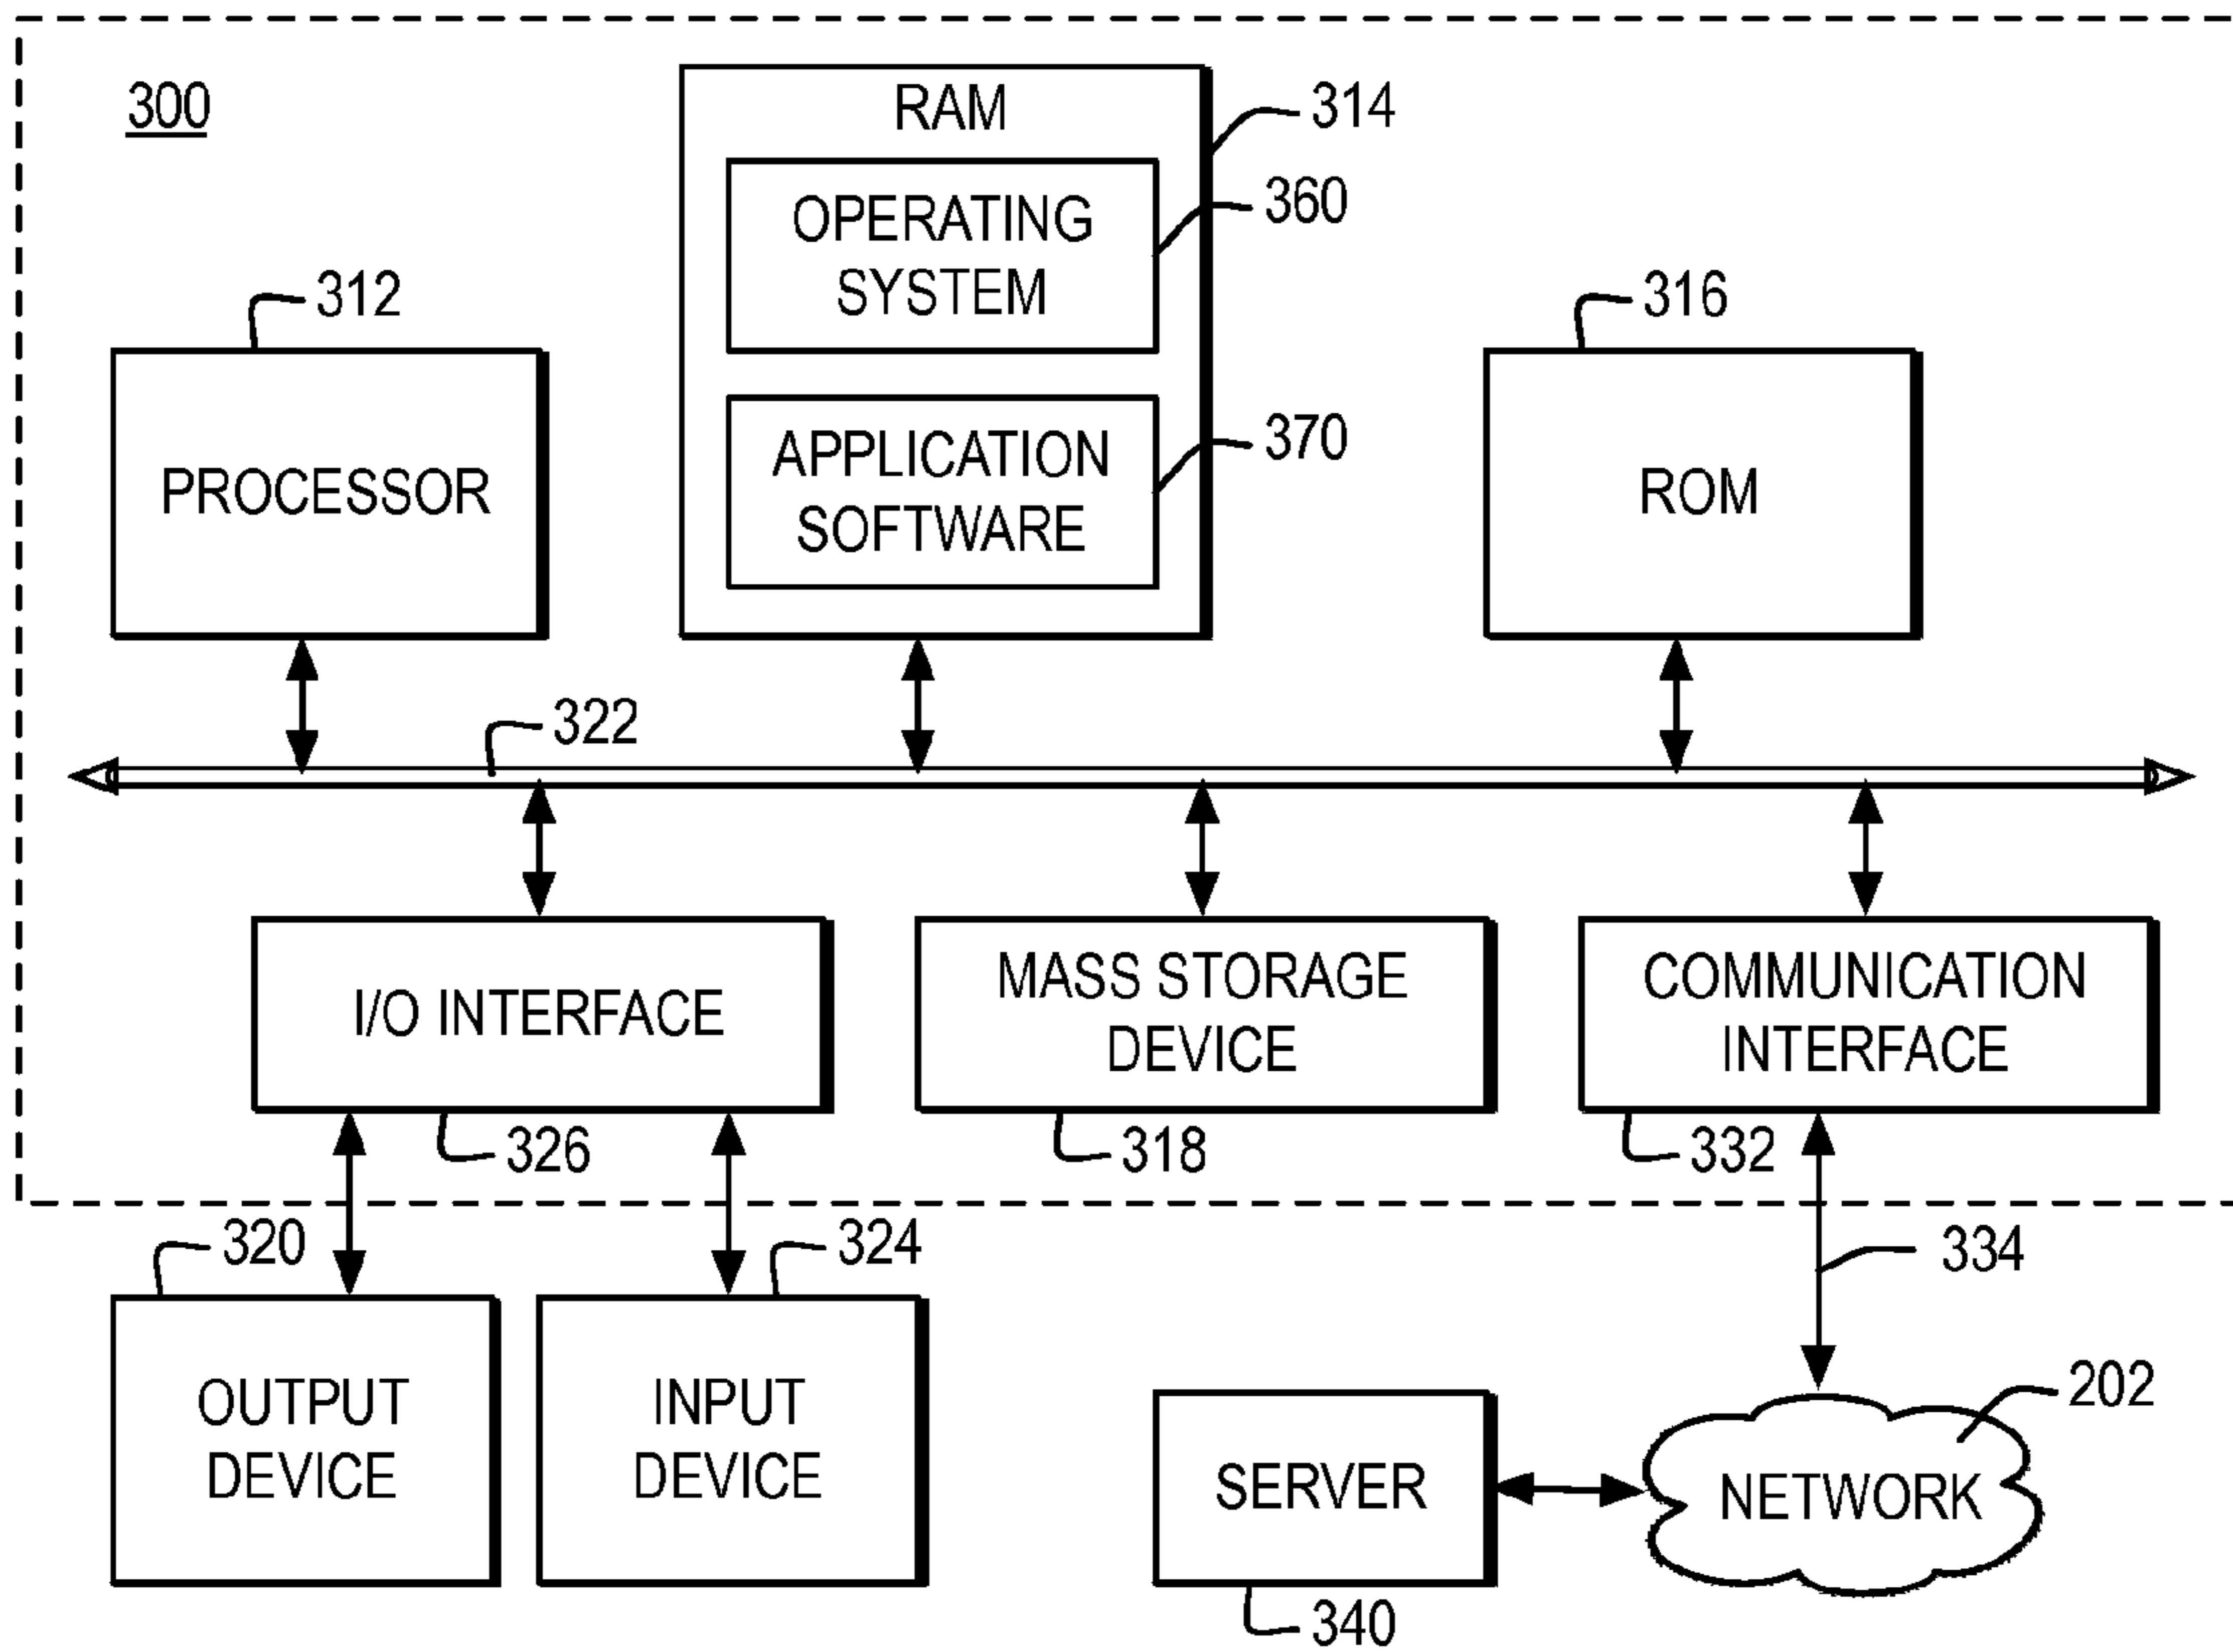 300
RAM
314
OPERATING
SYSTEM
360
312
316
PROCESSOR
APPLICATION
SOFTWARE
370
ROM
322
I/O INTERFACE
MASS STORAGE
DEVICE
COMMUNICATION
INTERFACE
326
318
332
320
324
334
OUTPUT
DEVICE
INPUT
DEVICE
SERVER
202
NETWORK
340